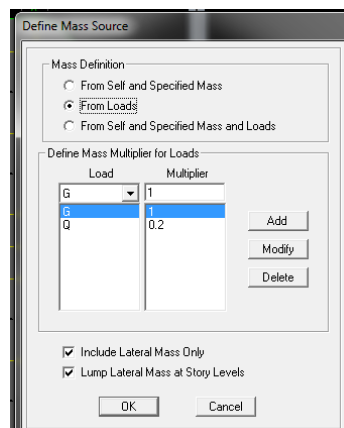 Define Mass Source
Mass Definition
From Self and Specified Mass
From Loads
From Self and Specified Mass and Loads
Define Mass Multiplier for Loads
Load Multiplier
G 1
G 1
Q 0.2
Add
Modify
Delete
Include Lateral Mass Only
Lump Lateral Mass at Story Levels
OK Cancel